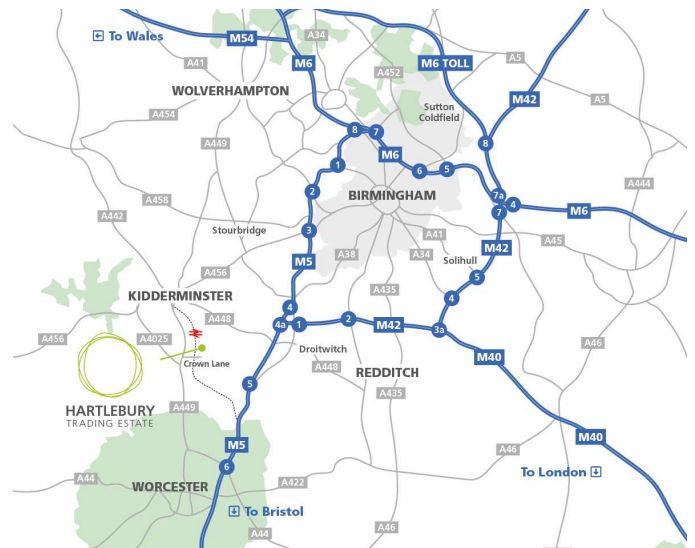 To Wales
M54
A34
M6
M6 TOLL
A5
A41
A452
WOLVERHAMPTON
M42
A5
Sutton
Coldfield
A454
8
7
8
A449
M6
1
6
5
A444
2
BIRMINGHAM
7a
4
M6
A458
7
A442
Stourbridge
3
A41
A45
M42
A38
A34
M5
Solihull
A456
5
A435
KIDDERMINSTER
4
4
A448
4a
1
2
M42
3a
A456
A4025
A46
Droitwitch
M40
Crown Lane
A448
REDDITCH
5
A435
HARTLEBURY
TRADING ESTATE
A449
M40
M5
A46
6
To London
A44
A422
WORCESTER
To Bristol
A44
A46